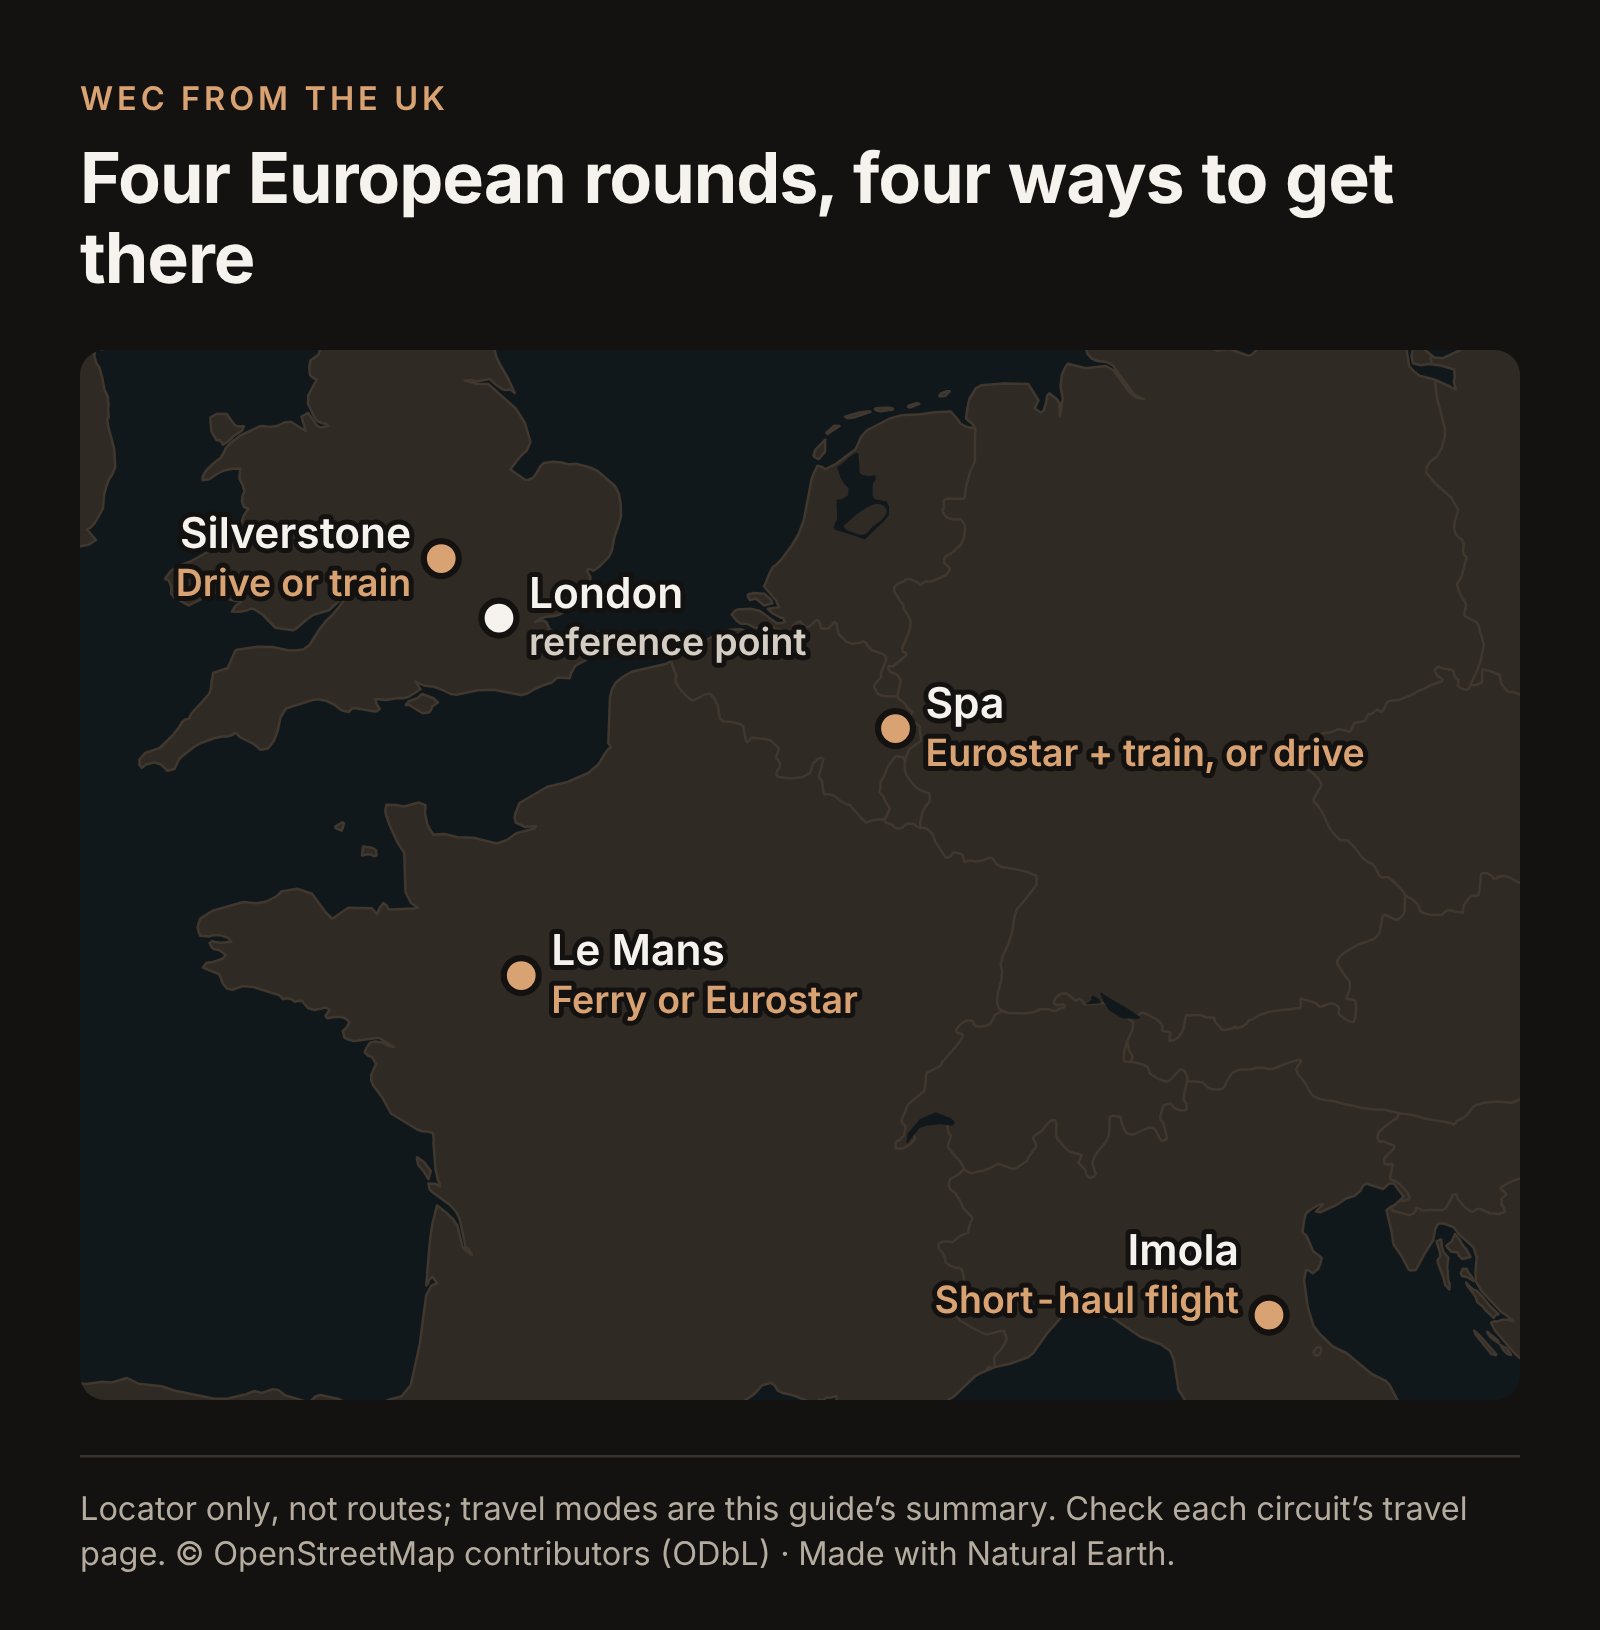 WEC FROM THE UK
Four European rounds, four ways to get
there
Silverstone
Drive or train
London
reference point
Spa
Eurostar + train, or drive
Le Mans
Ferry or Eurostar
Imola
Short-haul flight
Locator only, not routes; travel modes are this guide’s summary. Check each circuit’s travel
page. © OpenStreetMap contributors (ODbL) · Made with Natural Earth.